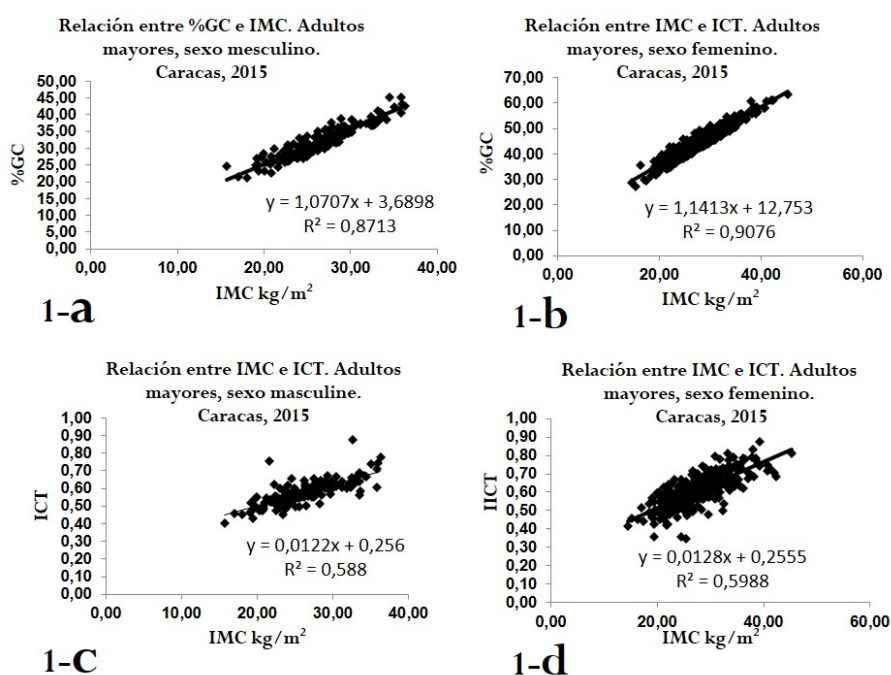 Relación entre %GC e IMC. Adultos
mayores, sexo mesculino.
Caracas, 2015
50,00
45,00
40,00
35,00
30,00
25,00
20,00
15,00
10,00
5,00
0,00
%GC
y = 1,0707x + 3,6898
R² = 0,8713
0,00 10,00 20,00 30,00 40,00
IMC kg/m²
1-a
Relación entre IMC e ICT. Adultos
mayores, sexo femenino.
Caracas, 2015
70,00
60,00
50,00
40,00
30,00
20,00
10,00
0,00
%GC
y = 1,1413x + 12,753
R² = 0,9076
0,00 20,00 40,00 60,00
IMC kg/m²
1-b
Relación entre IMC e ICT. Adultos
mayores, sexo masculine.
Caracas, 2015
1,00
0,90
0,80
0,70
0,60
0,50
0,40
0,30
0,20
0,10
0,00
ICT
y = 0,0122x + 0,256
R² = 0,588
0,00 10,00 20,00 30,00 40,00
IMC kg/m²
1-c
Relación entre IMC e ICT. Adultos
mayores, sexo femenino.
Caracas, 2015
1,00
0,90
0,80
0,70
0,60
0,50
0,40
0,30
0,20
0,10
0,00
IICT
y = 0,0128x + 0,2555
R² = 0,5988
0,00 20,00 40,00 60,00
IMC kg/m²
1-d